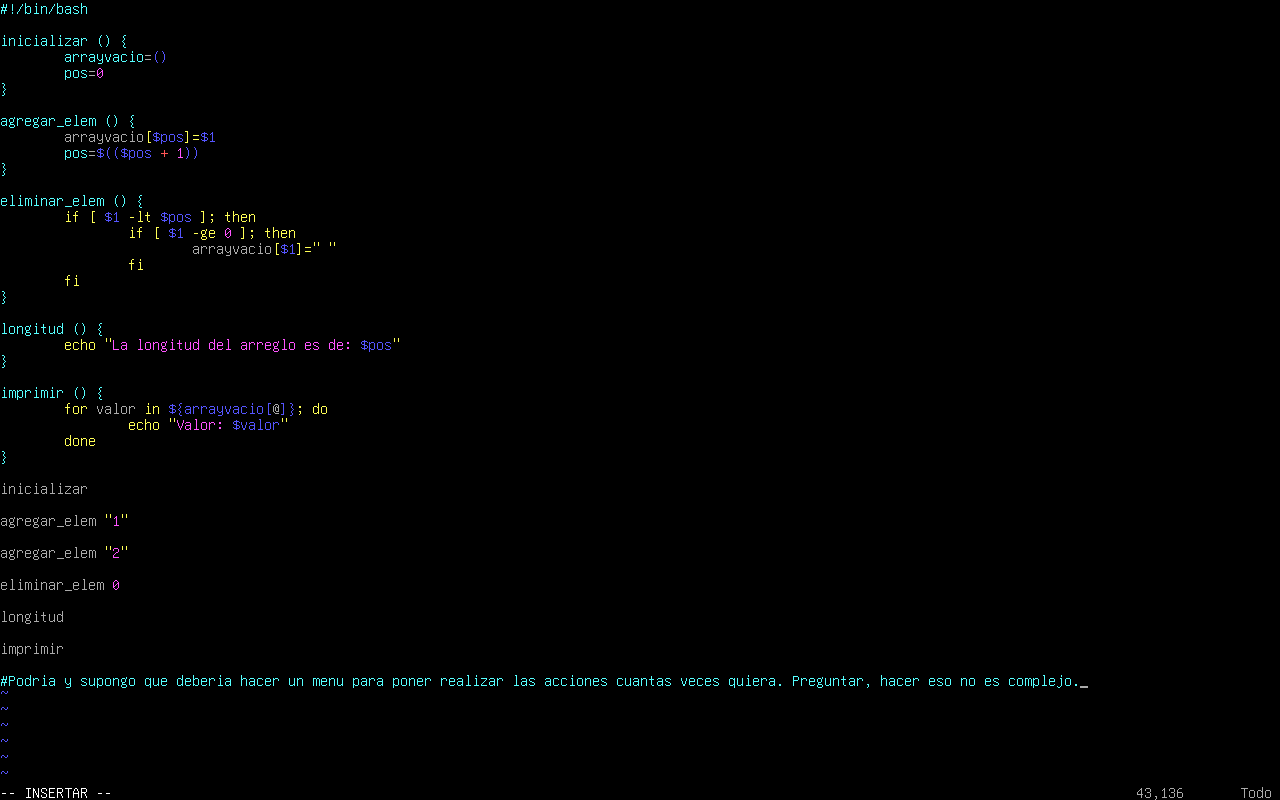 #!/bin/bash

inicializar () {
        arrayvacio=()
        pos=0
}

agregar_elem () {
        arrayvacio[$pos]=$1
        pos=$(($pos + 1))
}

eliminar_elem () {
        if [ $1 -lt $pos ]; then
                if [ $1 -ge 0 ]; then
                        arrayvacio[$1]=" "
                fi
        fi
}

longitud () {
        echo "La longitud del arreglo es de: $pos"
}

imprimir () {
        for valor in ${arrayvacio[@]}; do
                echo "Valor: $valor"
        done
}

inicializar

agregar_elem "1"

agregar_elem "2"

eliminar_elem 0

longitud

imprimir

#Podria y supongo que deberia hacer un menu para poner realizar las acciones cuantas veces quiera. Preguntar, hacer eso no es complejo._
~
~
~
~
~
~
-- INSERTAR -- 43,136 Todo